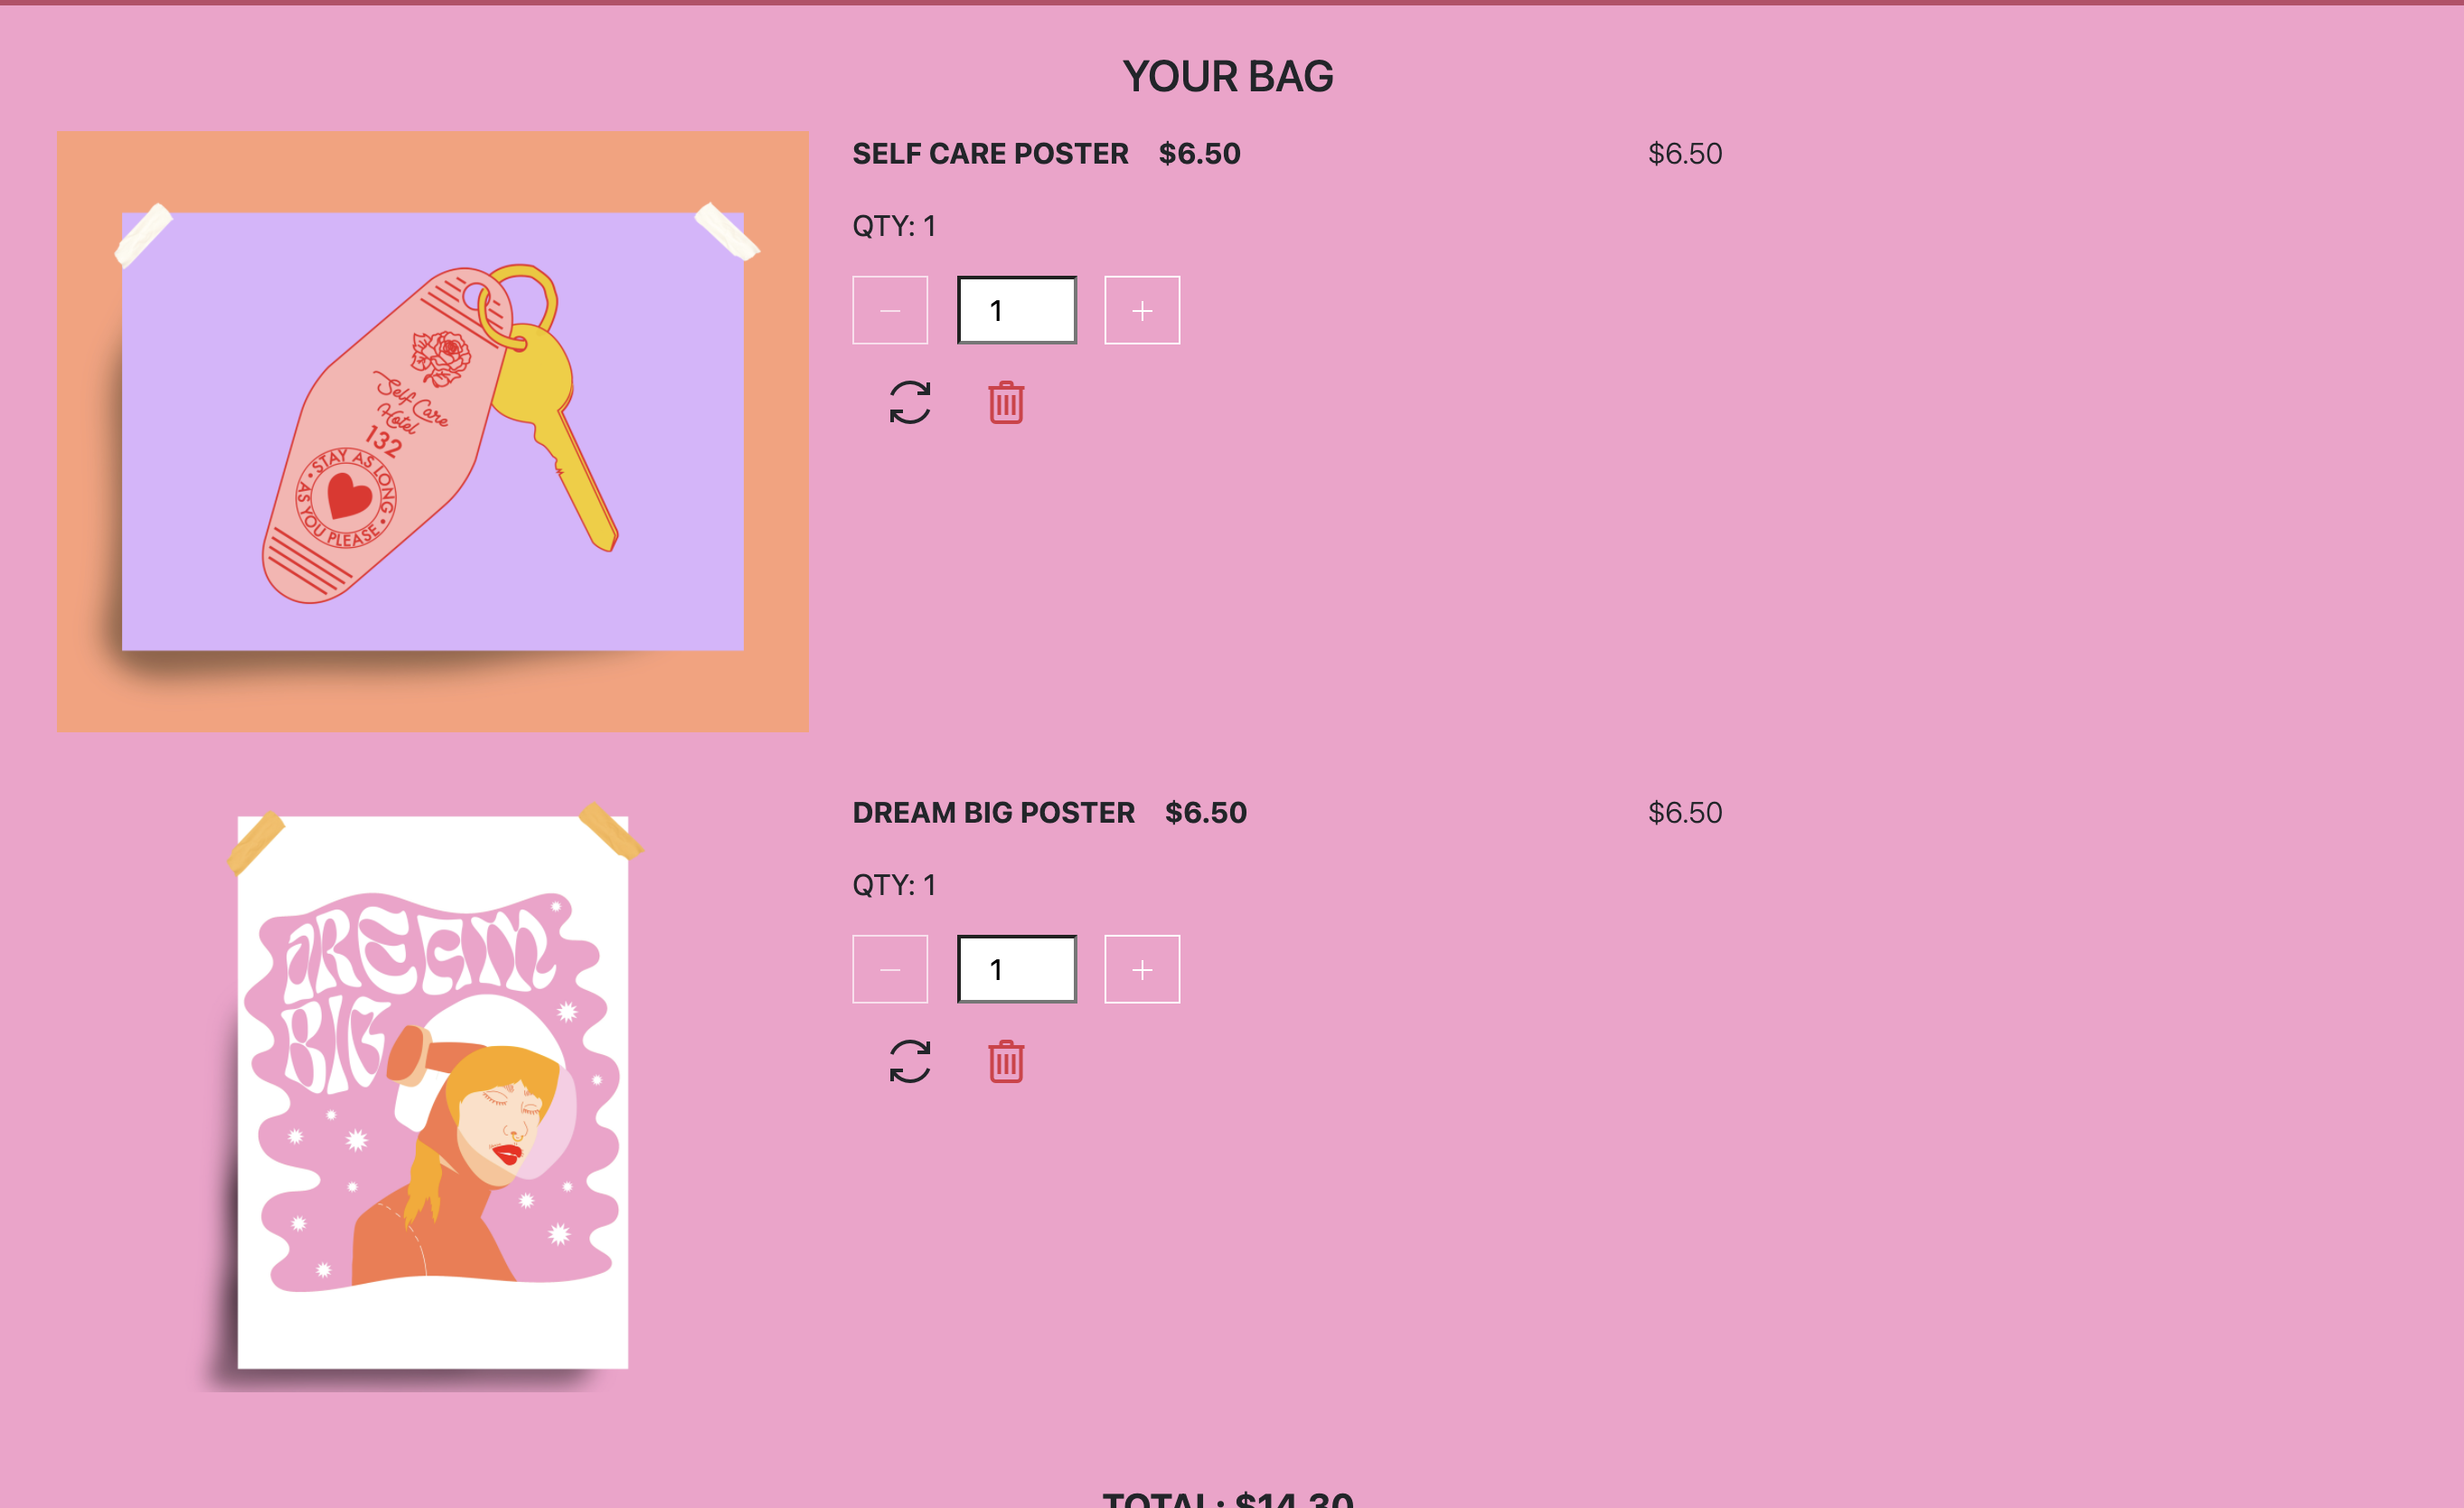 YOUR BAG
SELF CARE POSTER $6.50 $6.50
QTY: 1
1
Self Care
Hotel
132
STAY AS LONG • AS YOU PLEASE •
DREAM BIG POSTER $6.50 $6.50
QTY: 1
1
DREAM
BIG
TOTAL: $14.30